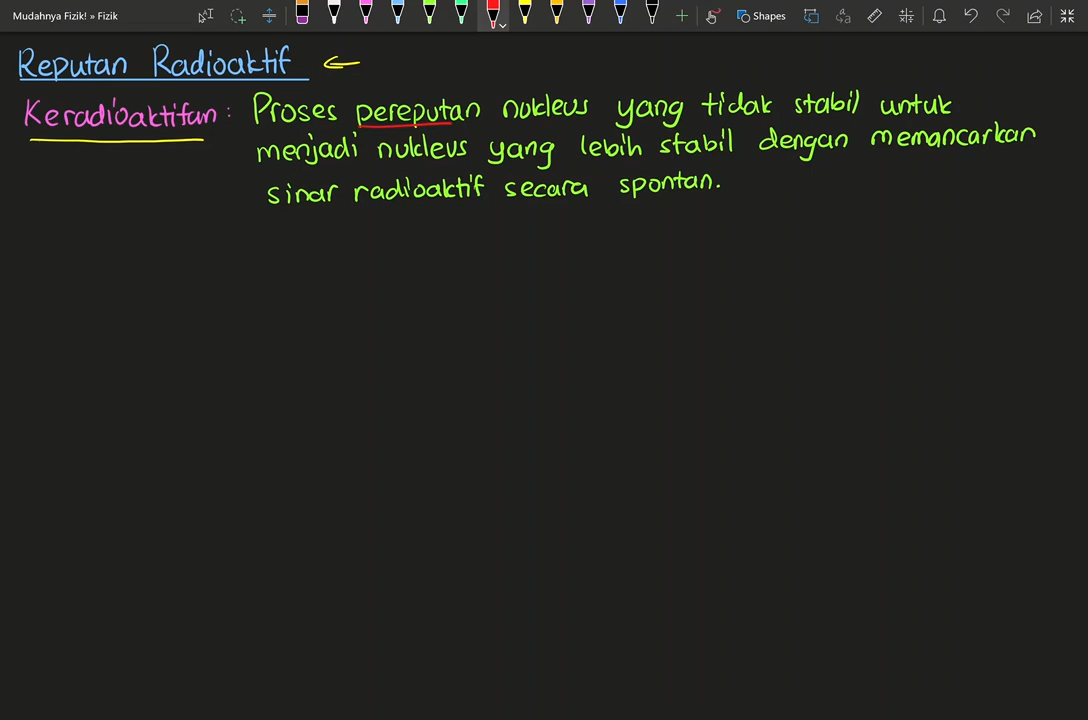 Mudahnya Fizik! » Fizik
Shapes
Reputan Radioaktif ←
Keradioaktifan: Proses pereputan nukleus yang tidak stabil untuk
menjadi nukleus yang lebih stabil dengan memancarkan
sinar radioaktif secara spontan.